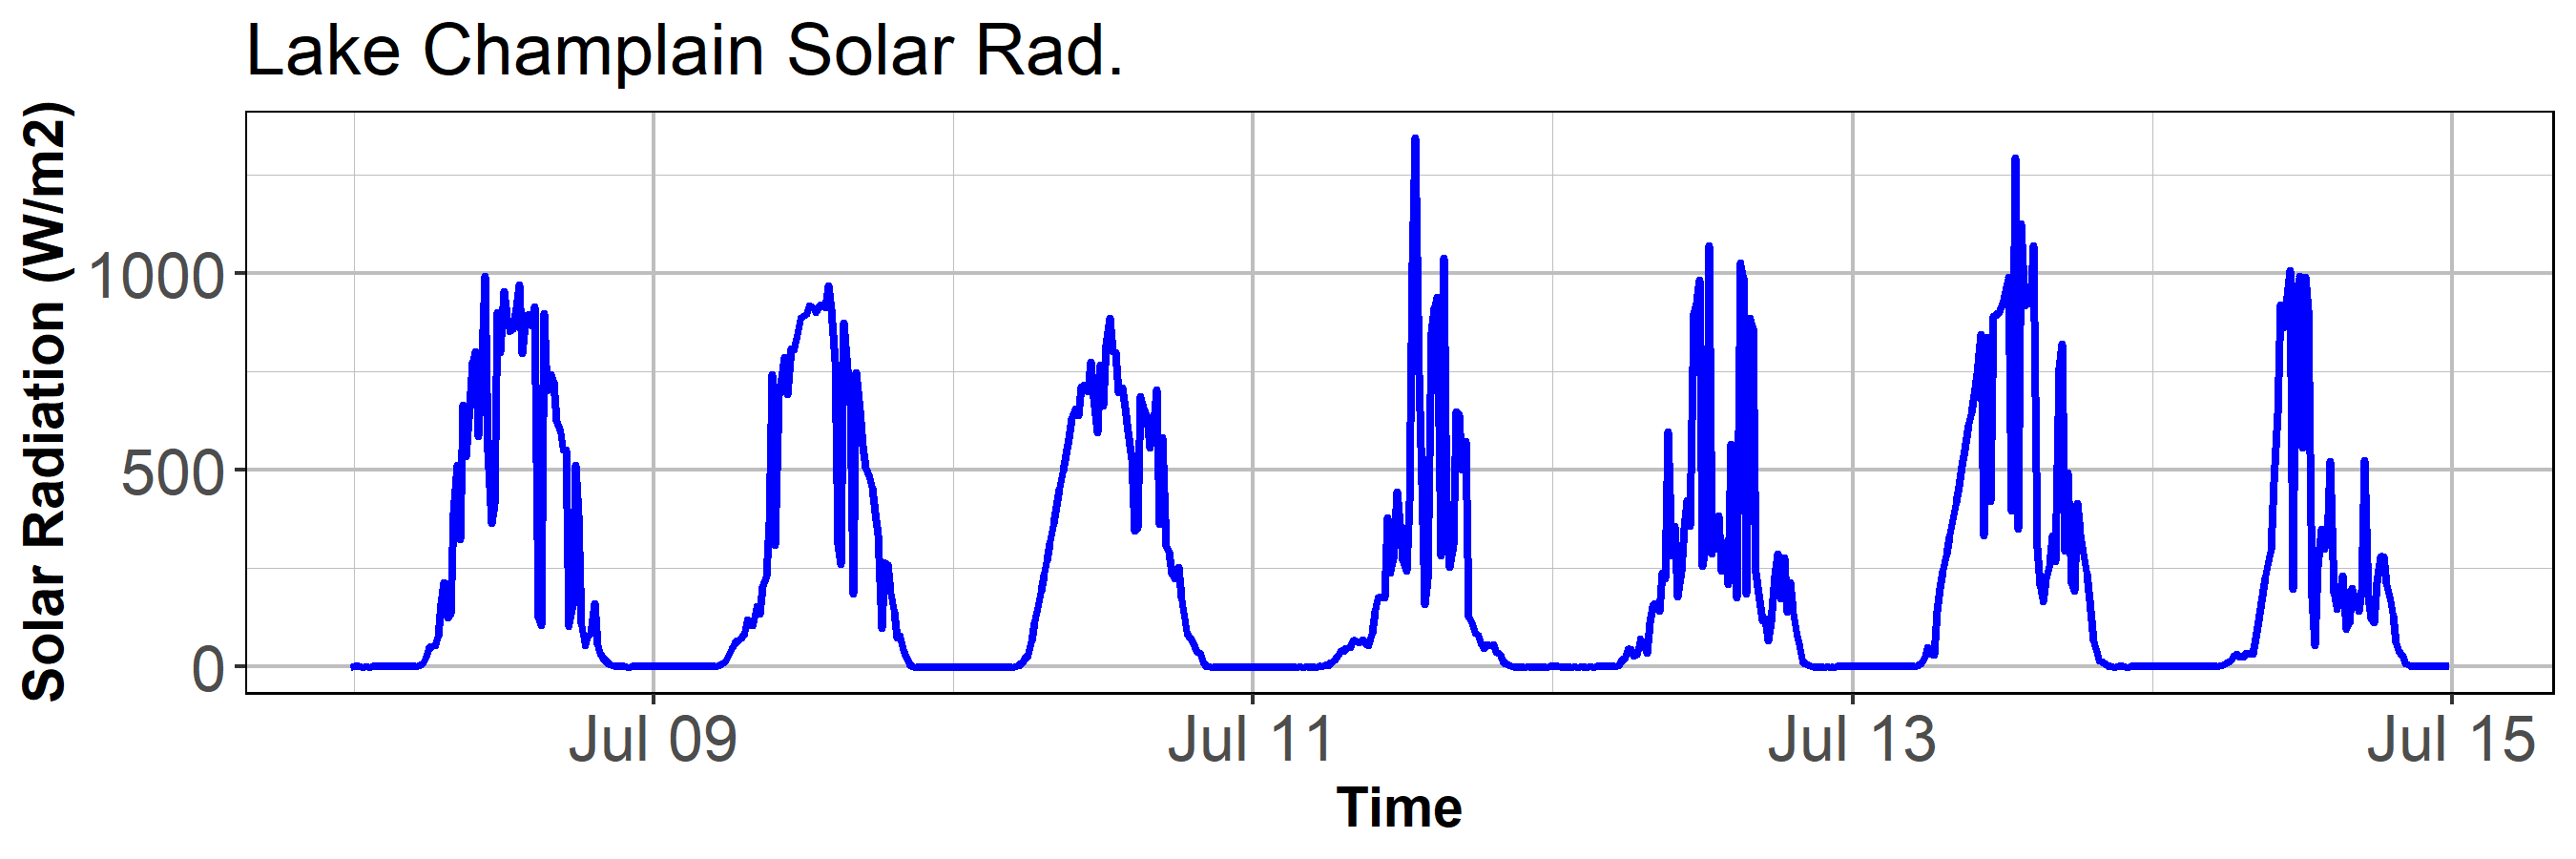 Lake Champlain Solar Rad.
Solar Radiation (W/m2)
1000
500
0
Jul 09 Jul 11 Jul 13 Jul 15
Time